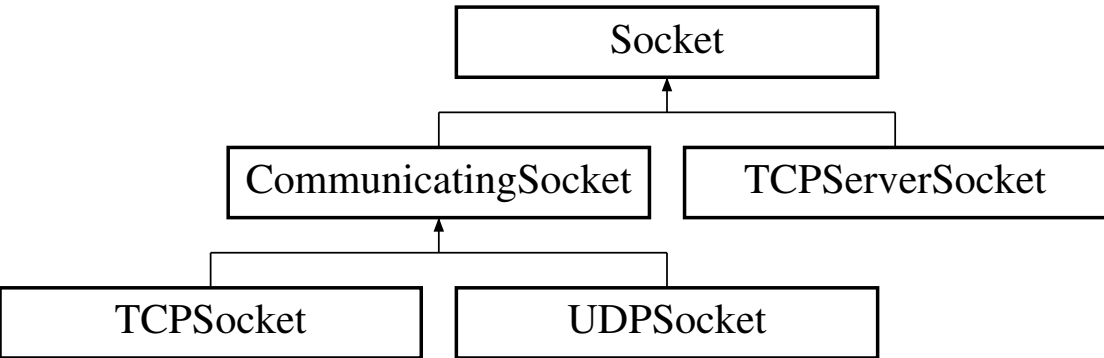 Socket
CommunicatingSocket
TCPServerSocket
TCPSocket
UDPSocket